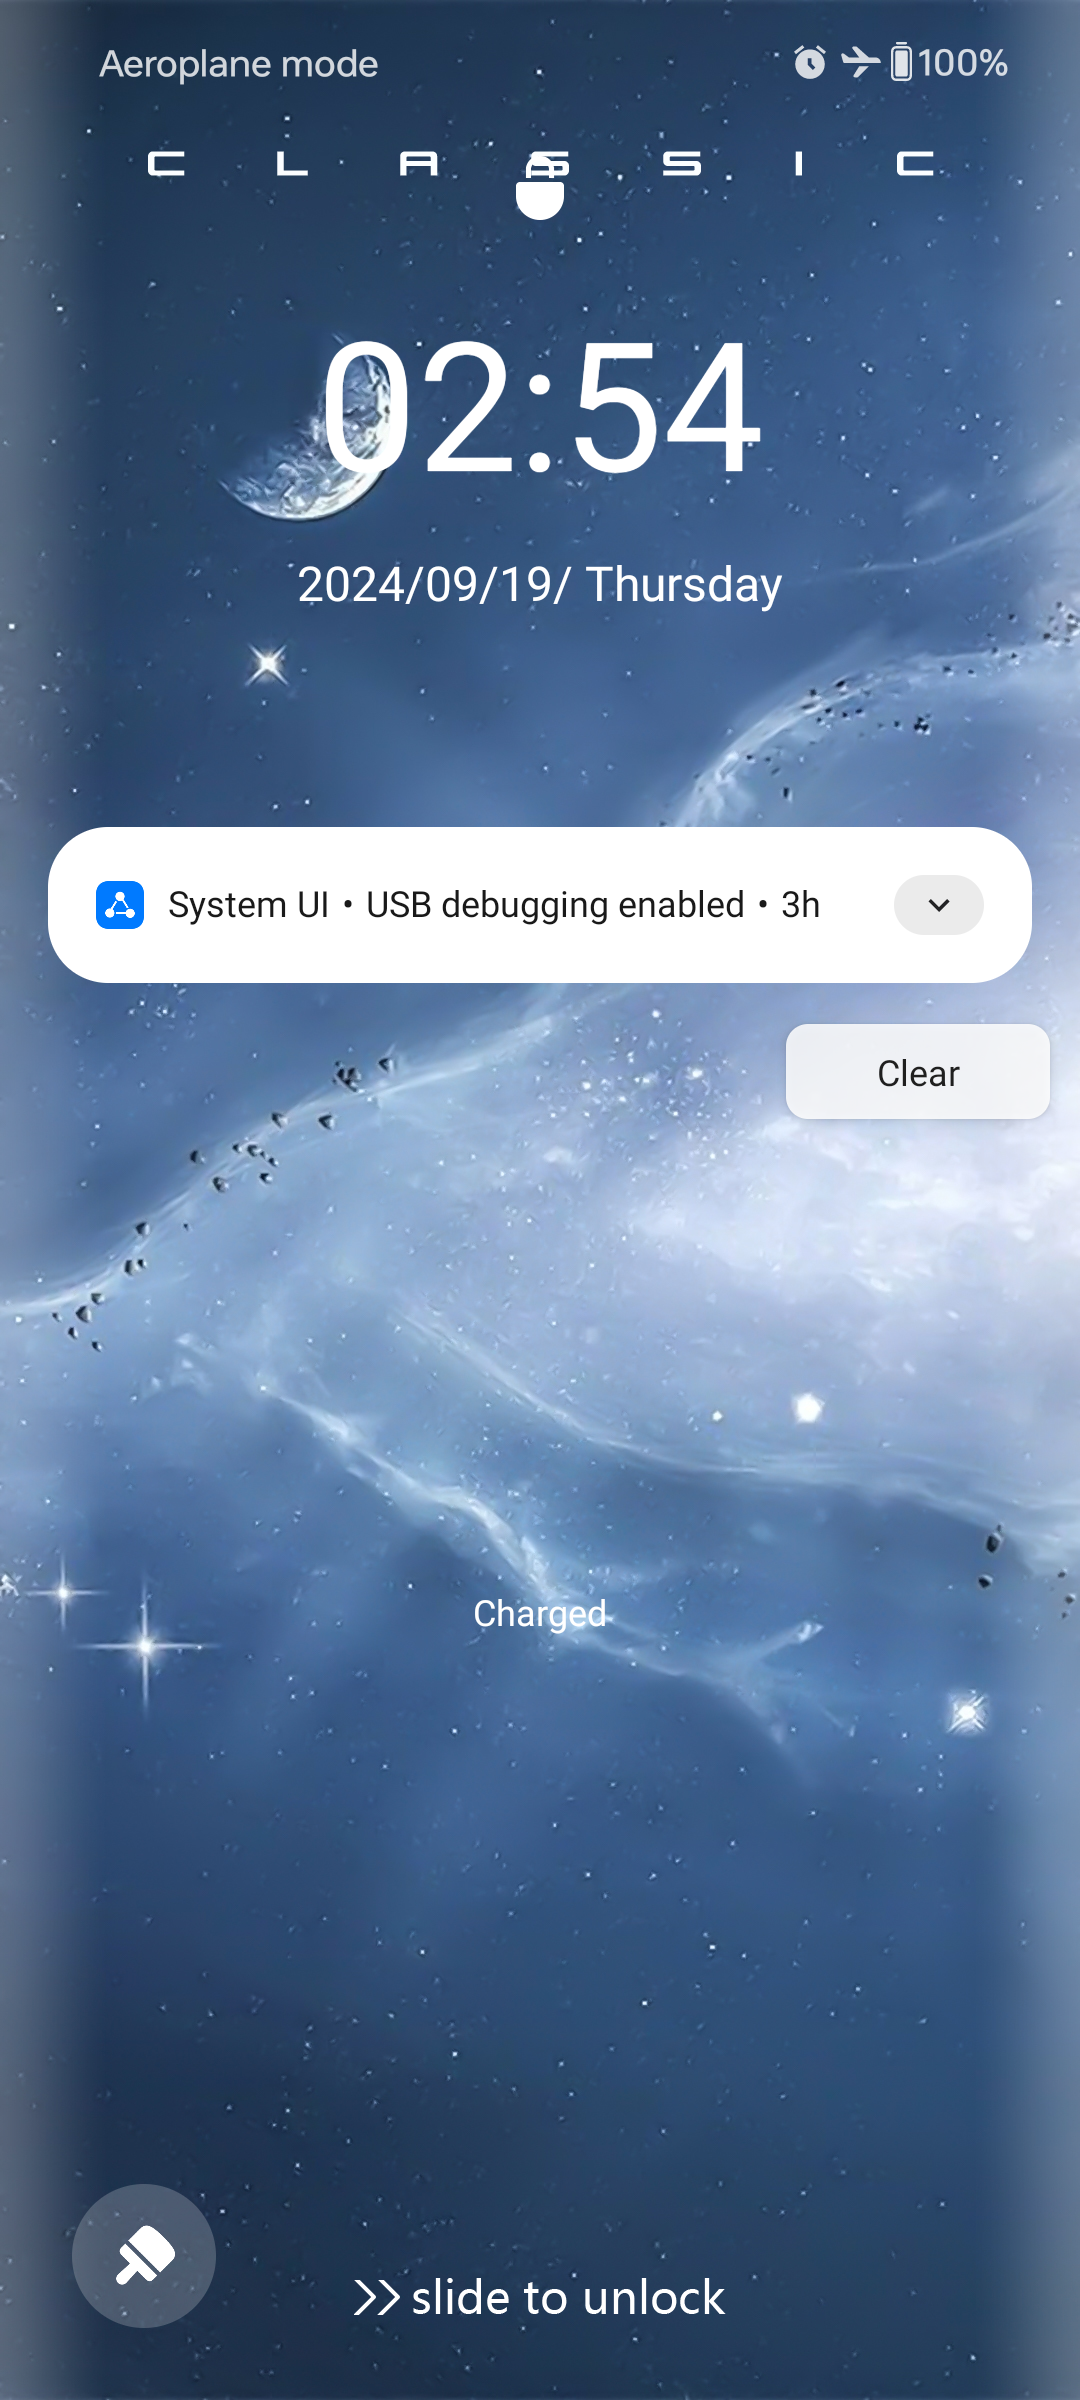 Aeroplane mode 100%
CLASSIC
02:54
2024/09/19/ Thursday
System UI • USB debugging enabled • 3h
Clear
Charged
slide to unlock